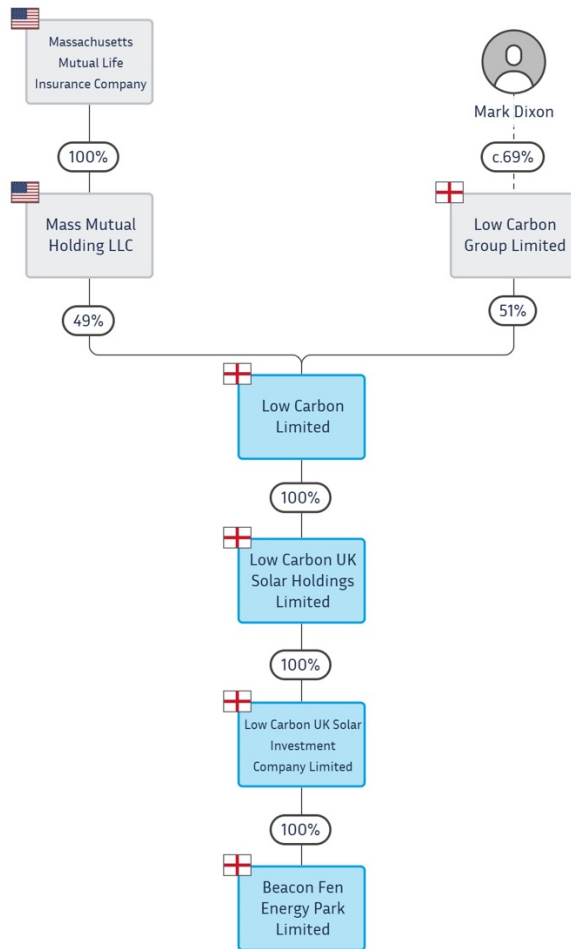 Massachusetts
Mutual Life
Insurance Company
Mark Dixon
100%
c.69%
Mass Mutual
Holding LLC
Low Carbon
Group Limited
49%
51%
Low Carbon
Limited
100%
Low Carbon UK
Solar Holdings
Limited
100%
Low Carbon UK Solar
Investment
Company Limited
100%
Beacon Fen
Energy Park
Limited